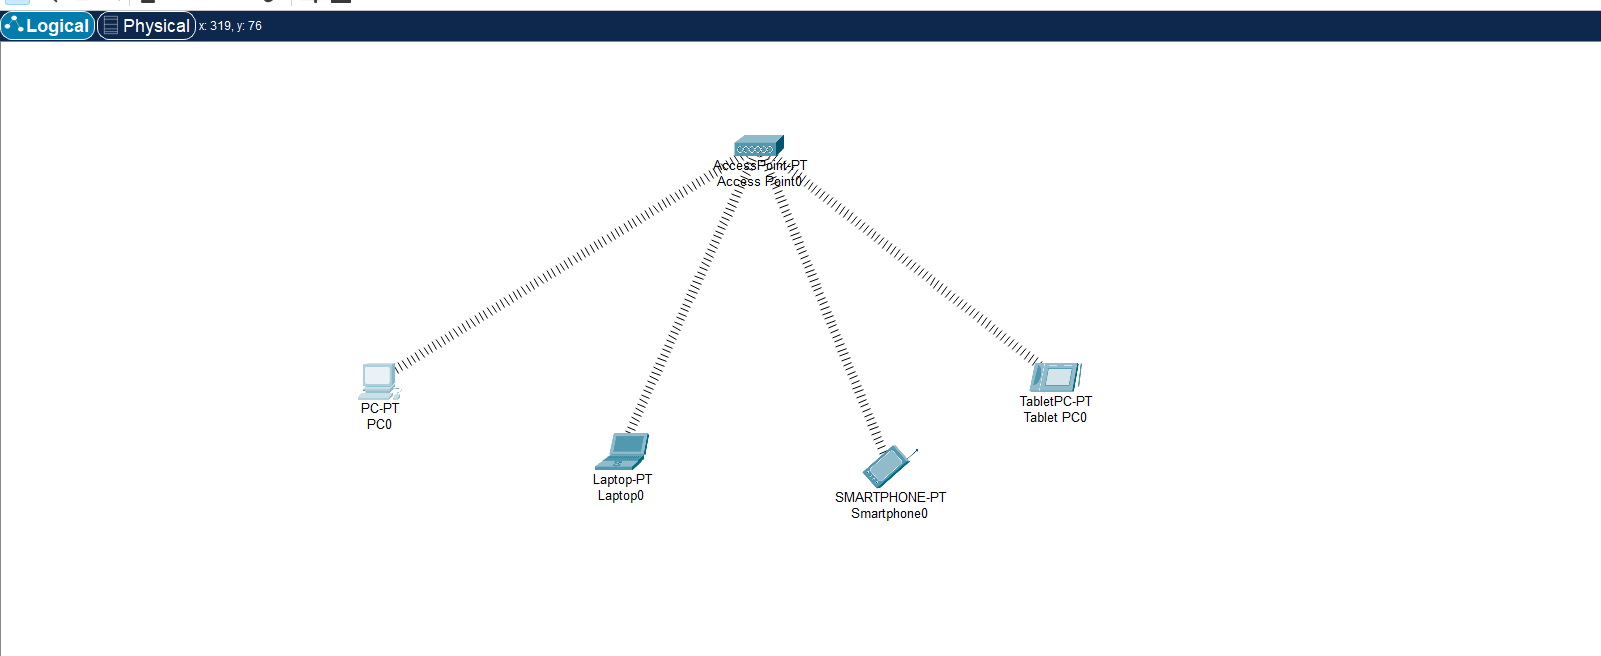 Logical
Physical
x: 319, y: 76
AccessPoint-PT
Access Point0
PC-PT
PC0
TabletPC-PT
Tablet PC0
Laptop-PT
Laptop0
SMARTPHONE-PT
Smartphone0